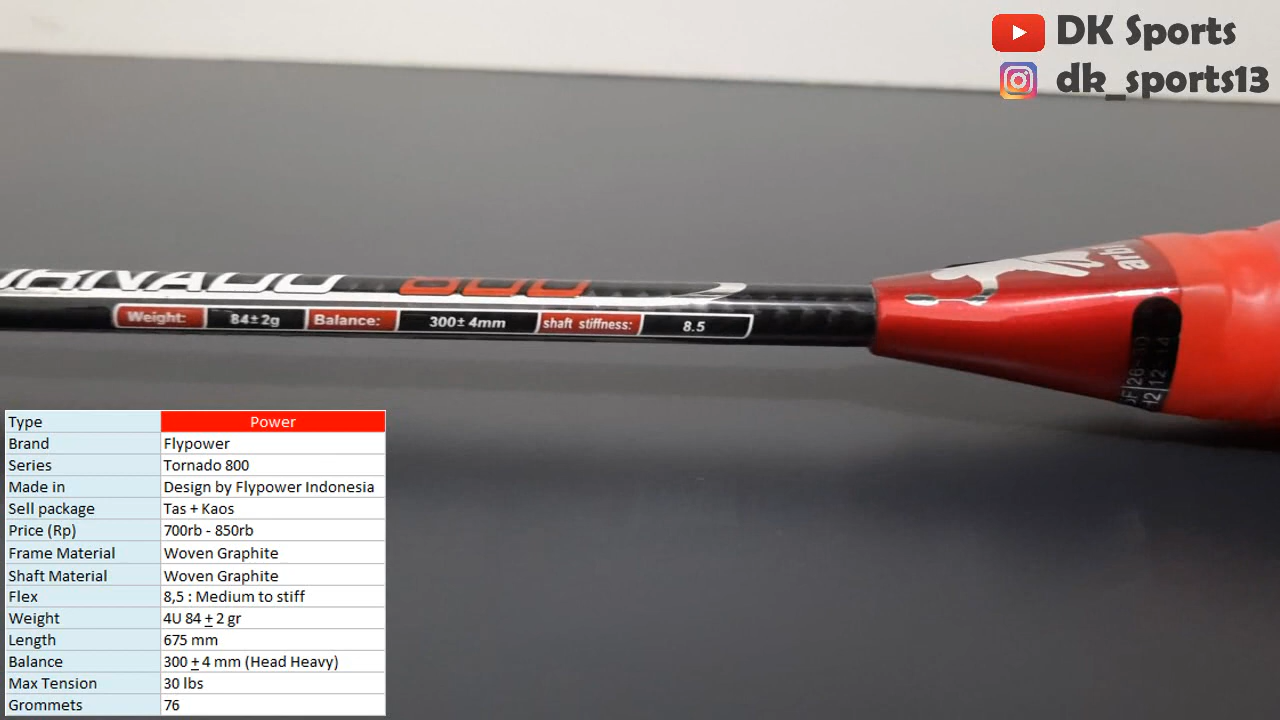 DK Sports
dk_sports13
TORNADO 800
Weight: 84±2g Balance: 300±4mm shaft stiffness: 8.5
Type Power
Brand Flypower
Series Tornado 800
Made in Design by Flypower Indonesia
Sell package Tas + Kaos
Price (Rp) 700rb - 850rb
Frame Material Woven Graphite
Shaft Material Woven Graphite
Flex 8,5 : Medium to stiff
Weight 4U 84 ± 2 gr
Length 675 mm
Balance 300 ± 4 mm (Head Heavy)
Max Tension 30 lbs
Grommets 76